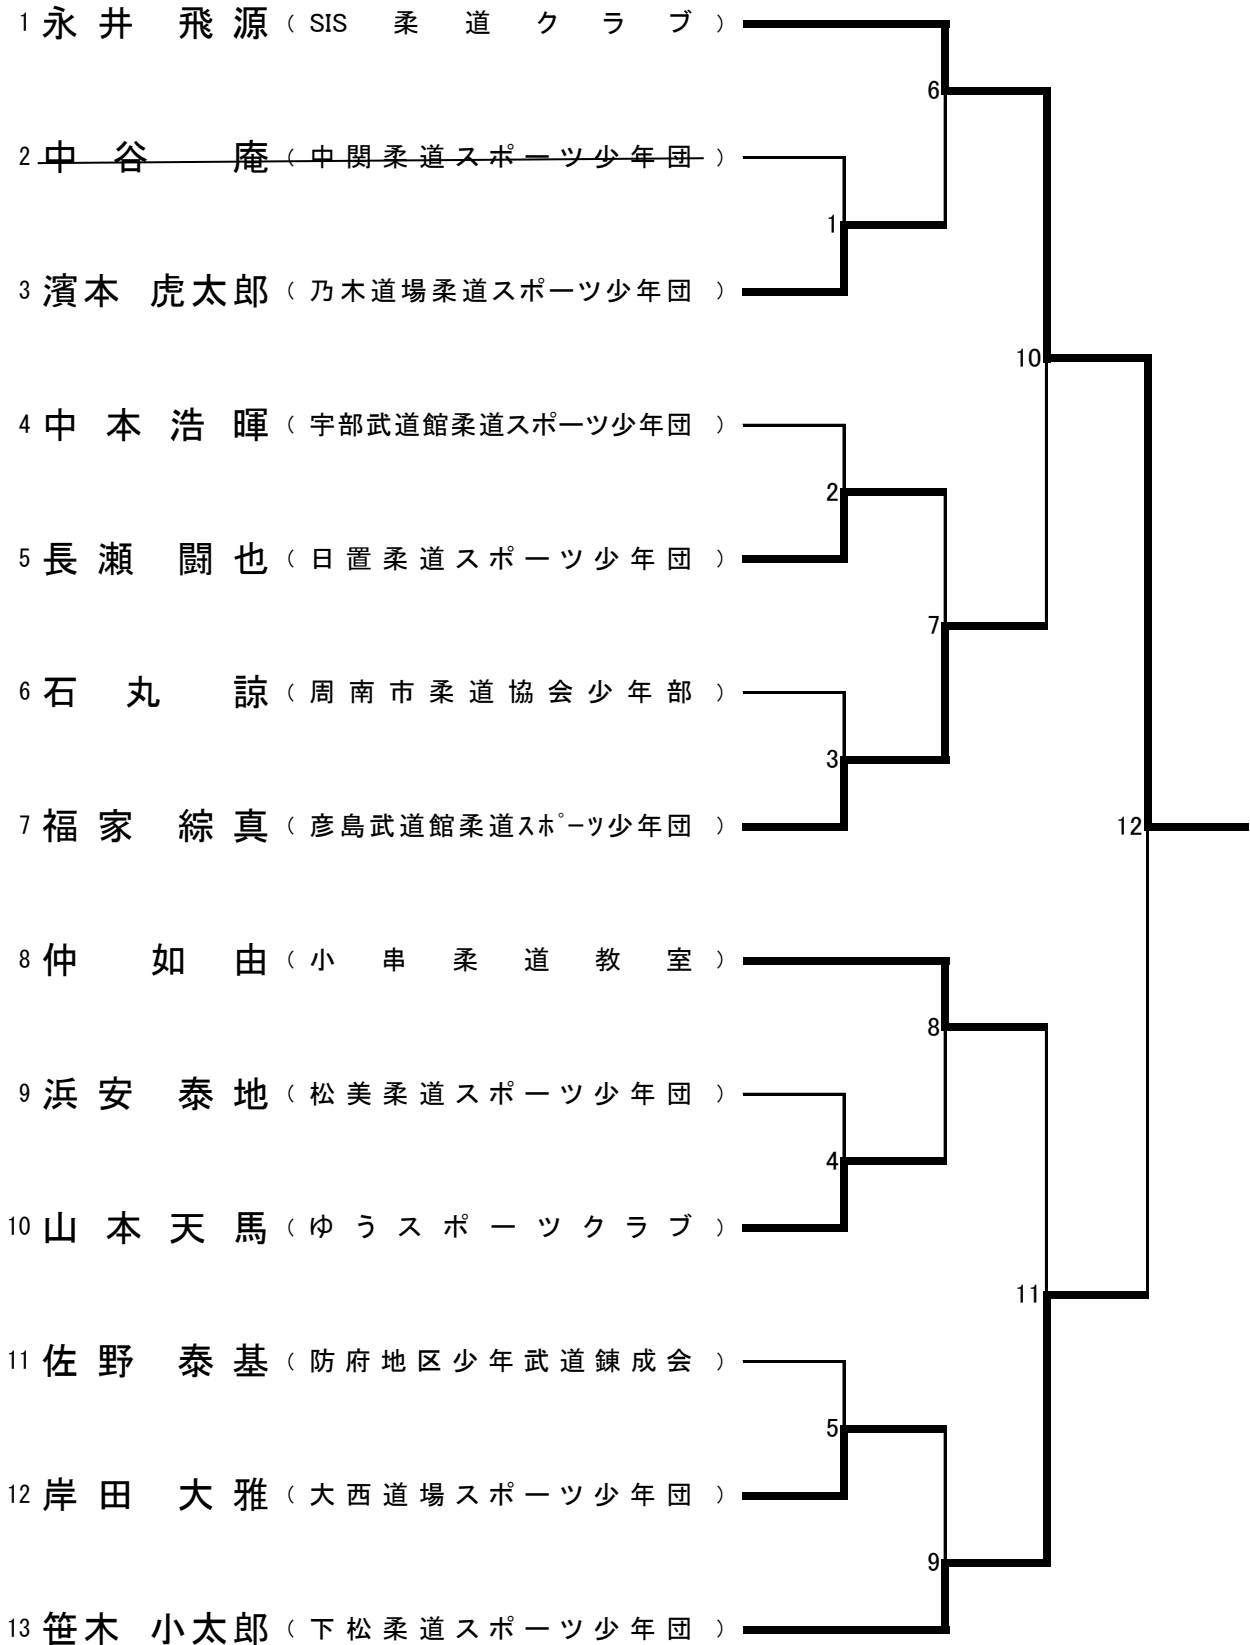 1 永井 飛源 ( SIS柔道クラブ )
6
2 中谷 庵 ( 中関柔道スポーツ少年団 )
1
3 濱本 虎太郎 ( 乃木道場柔道スポーツ少年団 )
10
4 中本 浩暉 ( 宇部武道館柔道スポーツ少年団 )
2
5 長瀬 闘也 ( 日置柔道スポーツ少年団 )
7
6 石丸 諒 ( 周南市柔道協会少年部 )
3
7 福家 綜真 ( 彦島武道館柔道ｽﾎﾟｰﾂ少年団 )
12
8 仲 如由 ( 小串柔道教室 )
8
9 浜安 泰地 ( 松美柔道スポーツ少年団 )
4
10 山本 天馬 ( ゆうスポーツクラブ )
11
11 佐野 泰基 ( 防府地区少年武道錬成会 )
5
12 岸田 大雅 ( 大西道場スポーツ少年団 )
9
13 笹木 小太郎 ( 下松柔道スポーツ少年団 )